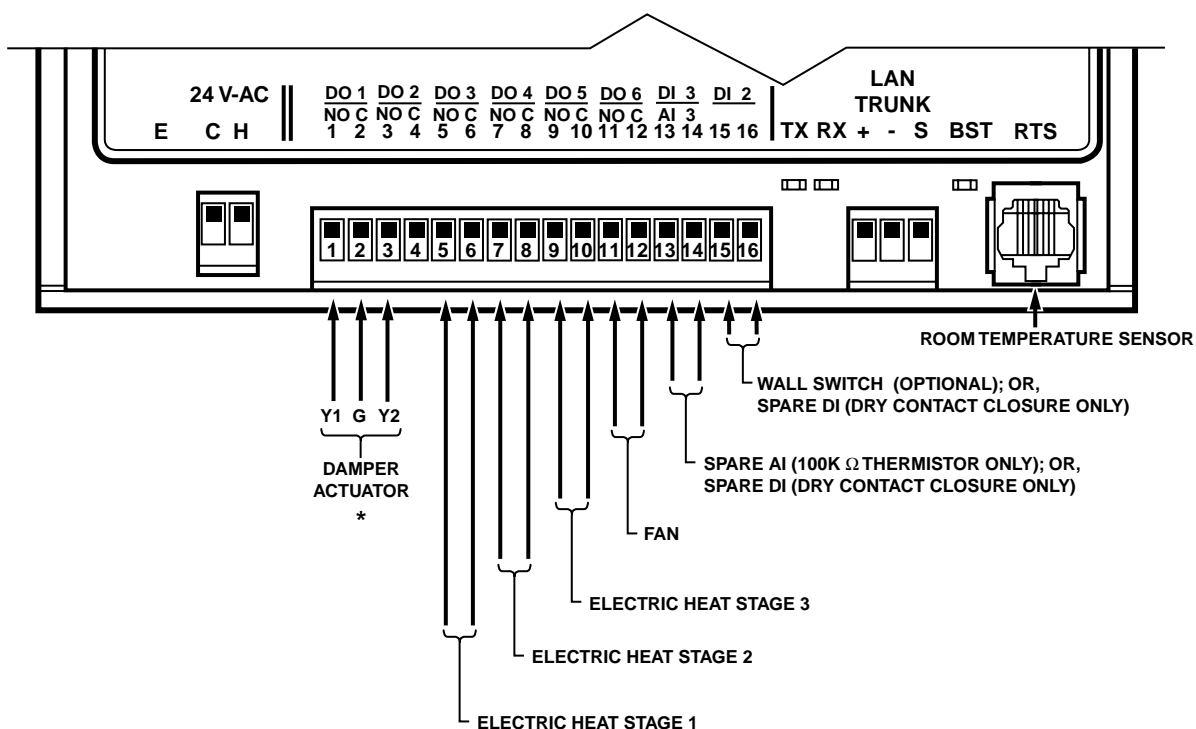 LAN
TRUNK
24 V-AC
DO 1 DO 2 DO 3 DO 4 DO 5 DO 6 DI 3 DI 2
NO C NO C NO C NO C NO C NO C AI 3
E C H 1 2 3 4 5 6 7 8 9 10 11 12 13 14 15 16 TX RX + - S BST RTS
1 2 3 4 5 6 7 8 9 10 11 12 13 14 15 16
ROOM TEMPERATURE SENSOR
WALL SWITCH (OPTIONAL); OR,
SPARE DI (DRY CONTACT CLOSURE ONLY)
Y1 G Y2
DAMPER
ACTUATOR
*
SPARE AI (100K Ω THERMISTOR ONLY); OR,
SPARE DI (DRY CONTACT CLOSURE ONLY)
FAN
ELECTRIC HEAT STAGE 3
ELECTRIC HEAT STAGE 2
ELECTRIC HEAT STAGE 1